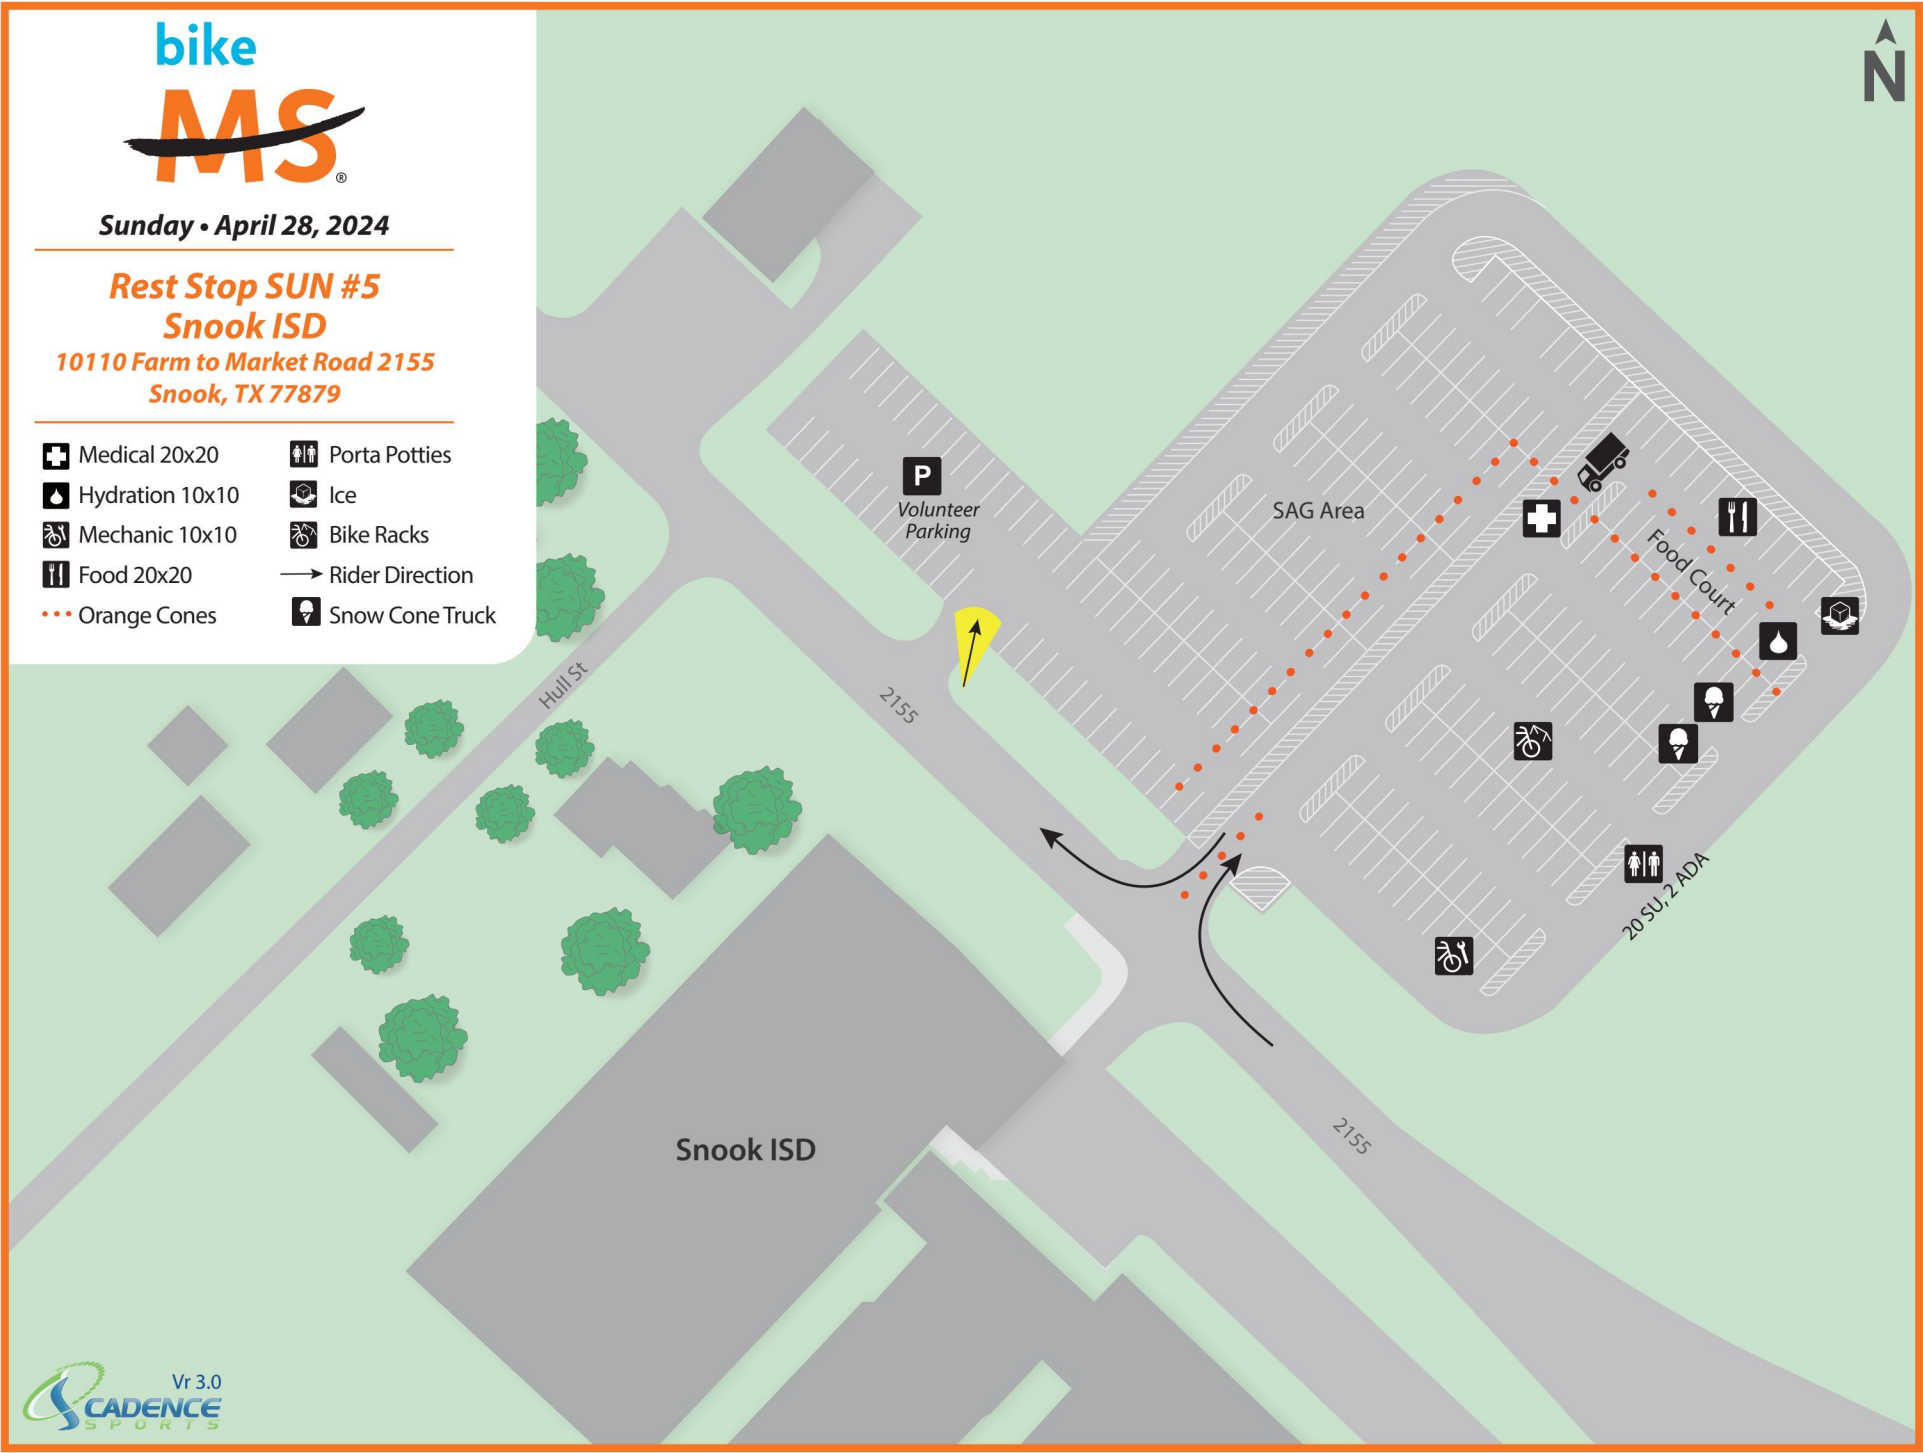 bike
MS®
Sunday • April 28, 2024
Rest Stop SUN #5
Snook ISD
10110 Farm to Market Road 2155
Snook, TX 77879
Medical 20x20
Hydration 10x10
Mechanic 10x10
Food 20x20
Orange Cones
Porta Potties
Ice
Bike Racks
Rider Direction
Snow Cone Truck
N
P
Volunteer
Parking
SAG Area
Food Court
Hull St
2155
20 SU, 2 ADA
2155
Snook ISD
Vr 3.0
CADENCE
SPORTS